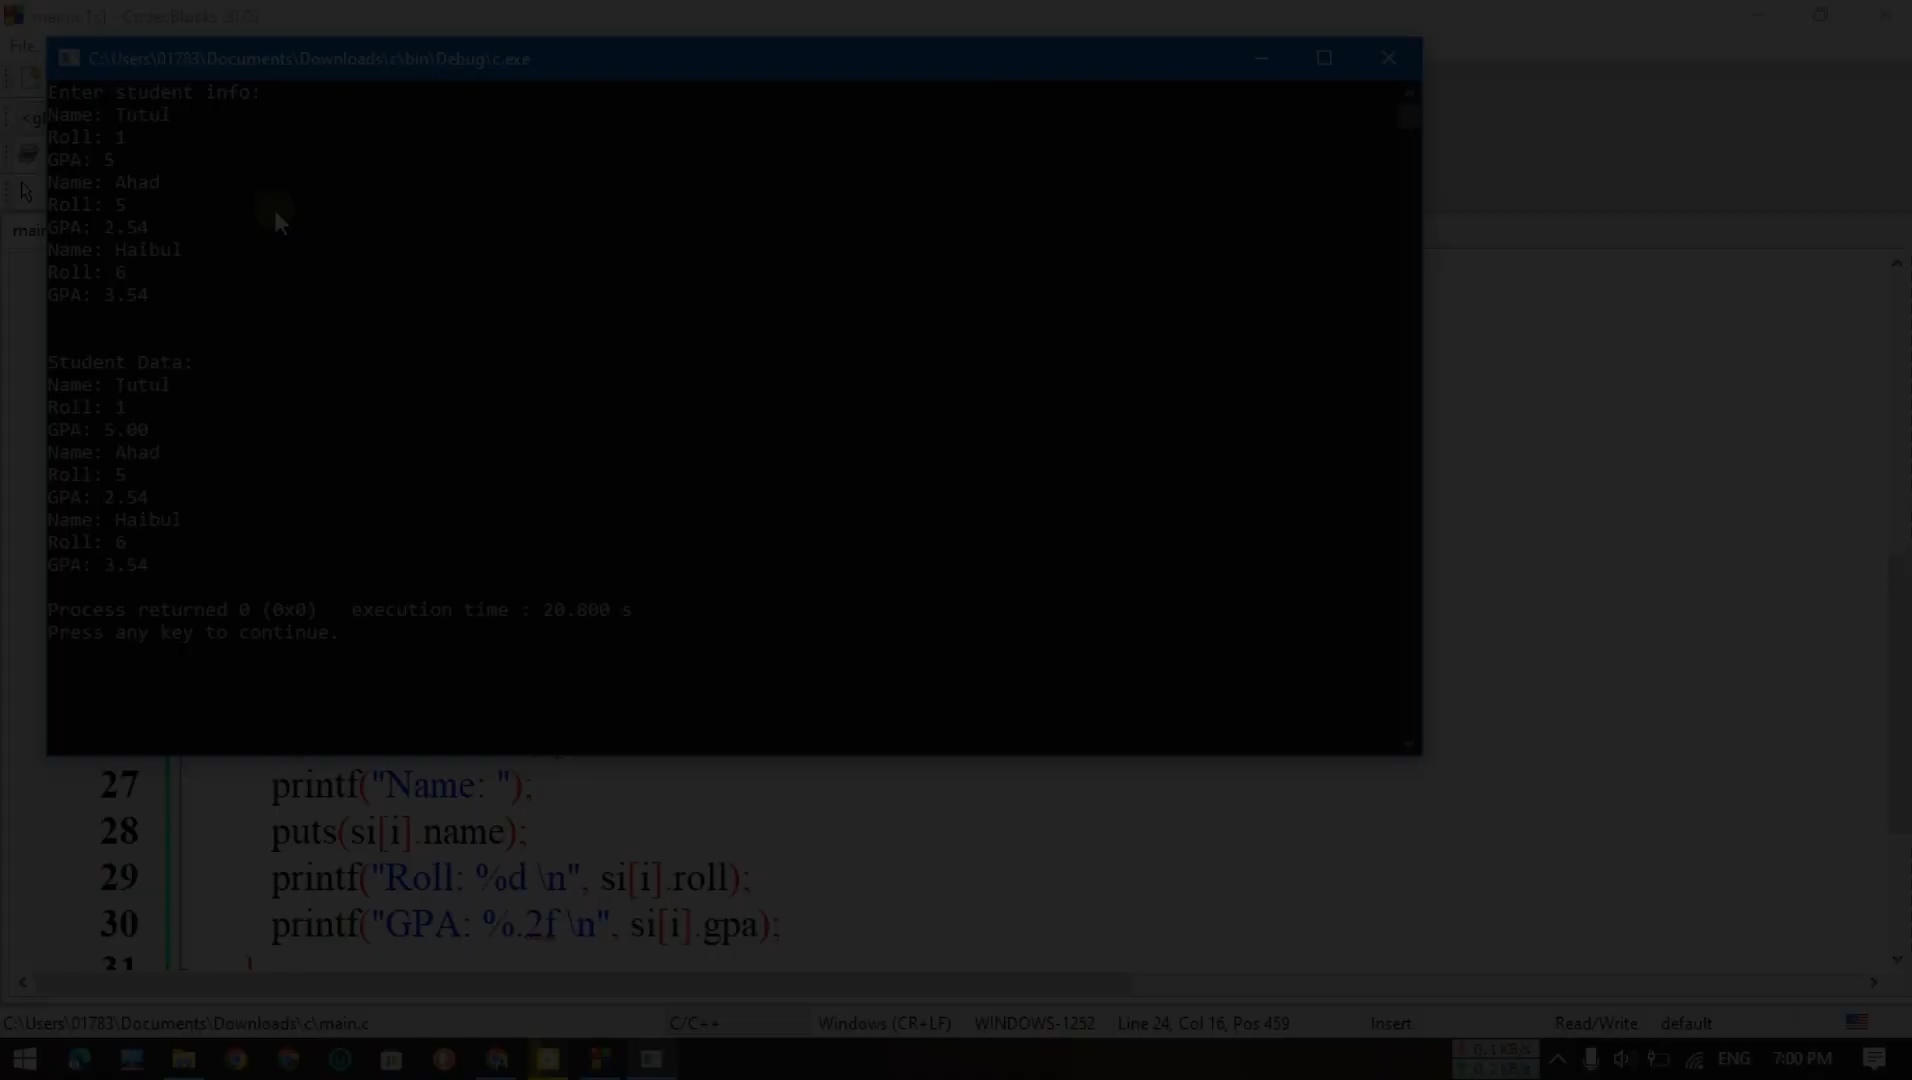 File
C:\Users\01783\Documents\Downloads\c\bin\Debug\c.exe
Enter student info:
Name: Tutul
Roll: 1
GPA: 5
Name: Ahad
Roll: 5
GPA: 2.54
Name: Haibul
Roll: 6
GPA: 3.54
Student Data:
Name: Tutul
Roll: 1
GPA: 5.00
Name: Ahad
Roll: 5
GPA: 2.54
Name: Haibul
Roll: 6
GPA: 3.54
Process returned 0 (0x0)   execution time : 20.800 s
Press any key to continue.
27 printf("Name: ");
28 puts(si[i].name);
29 printf("Roll: %d \n", si[i].roll);
30 printf("GPA: %.2f \n", si[i].gpa);
31
C:\Users\01783\Documents\Downloads\c\main.c C/C++ Windows (CR+LF) WINDOWS-1252 Line 24, Col 16, Pos 459 Insert Read/Write default
ENG 7:00 PM